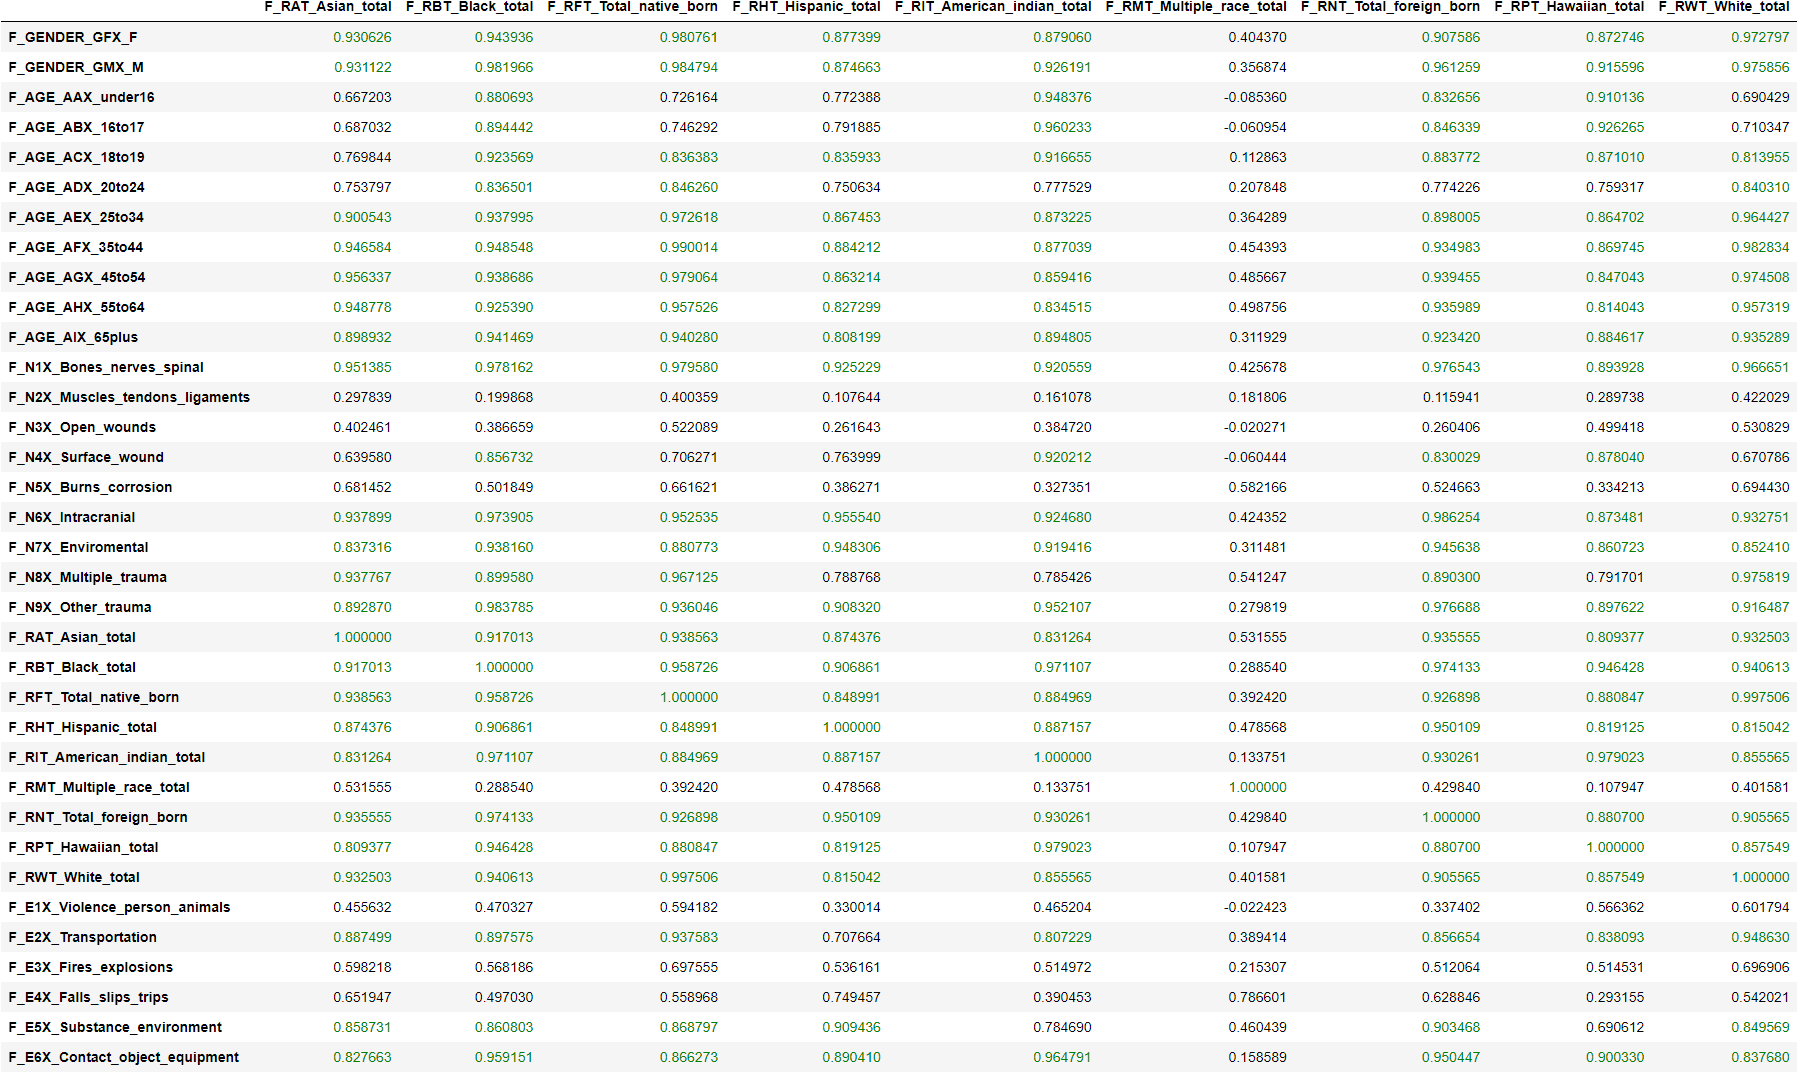 F_RAT_Asian_total F_RBT_Black_total F_RFT_Total_native_born F_RHT_Hispanic_total F_RIT_American_indian_total F_RMT_Multiple_race_total F_RNT_Total_foreign_born F_RPT_Hawaiian_total F_RWT_White_total
F_GENDER_GFX_F 0.930626 0.943936 0.980761 0.877399 0.879060 0.404370 0.907586 0.872746 0.972797
F_GENDER_GMX_M 0.931122 0.981966 0.984794 0.874663 0.926191 0.356874 0.961259 0.915596 0.975856
F_AGE_AAX_under16 0.667203 0.880693 0.726164 0.772388 0.948376 -0.085360 0.832656 0.910136 0.690429
F_AGE_ABX_16to17 0.687032 0.894442 0.746292 0.791885 0.960233 -0.060954 0.846339 0.926265 0.710347
F_AGE_ACX_18to19 0.769844 0.923569 0.836383 0.835933 0.916655 0.112863 0.883772 0.871010 0.813955
F_AGE_ADX_20to24 0.753797 0.836501 0.846260 0.750634 0.777529 0.207848 0.774226 0.759317 0.840310
F_AGE_AEX_25to34 0.900543 0.937995 0.972618 0.867453 0.873225 0.364289 0.898005 0.864702 0.964427
F_AGE_AFX_35to44 0.946584 0.948548 0.990014 0.884212 0.877039 0.454393 0.934983 0.869745 0.982834
F_AGE_AGX_45to54 0.956337 0.938686 0.979064 0.863214 0.859416 0.485667 0.939455 0.847043 0.974508
F_AGE_AHX_55to64 0.948778 0.925390 0.957526 0.827299 0.834515 0.498756 0.935989 0.814043 0.957319
F_AGE_AIX_65plus 0.898932 0.941469 0.940280 0.808199 0.894805 0.311929 0.923420 0.884617 0.935289
F_N1X_Bones_nerves_spinal 0.951385 0.978162 0.979580 0.925229 0.920559 0.425678 0.976543 0.893928 0.966651
F_N2X_Muscles_tendons_ligaments 0.297839 0.199868 0.400359 0.107644 0.161078 0.181806 0.115941 0.289738 0.422029
F_N3X_Open_wounds 0.402461 0.386659 0.522089 0.261643 0.384720 -0.020271 0.260406 0.499418 0.530829
F_N4X_Surface_wound 0.639580 0.856732 0.706271 0.763999 0.920212 -0.060444 0.830029 0.878040 0.670786
F_N5X_Burns_corrosion 0.681452 0.501849 0.661621 0.386271 0.327351 0.582166 0.524663 0.334213 0.694430
F_N6X_Intracranial 0.937899 0.973905 0.952535 0.955540 0.924680 0.424352 0.986254 0.873481 0.932751
F_N7X_Enviromental 0.837316 0.938160 0.880773 0.948306 0.919416 0.311481 0.945638 0.860723 0.852410
F_N8X_Multiple_trauma 0.937767 0.899580 0.967125 0.788768 0.785426 0.541247 0.890300 0.791701 0.975819
F_N9X_Other_trauma 0.892870 0.983785 0.936046 0.908320 0.952107 0.279819 0.976688 0.897622 0.916487
F_RAT_Asian_total 1.000000 0.917013 0.938563 0.874376 0.831264 0.531555 0.935555 0.809377 0.932503
F_RBT_Black_total 0.917013 1.000000 0.958726 0.906861 0.971107 0.288540 0.974133 0.946428 0.940613
F_RFT_Total_native_born 0.938563 0.958726 1.000000 0.848991 0.884969 0.392420 0.926898 0.880847 0.997506
F_RHT_Hispanic_total 0.874376 0.906861 0.848991 1.000000 0.887157 0.478568 0.950109 0.819125 0.815042
F_RIT_American_indian_total 0.831264 0.971107 0.884969 0.887157 1.000000 0.133751 0.930261 0.979023 0.855565
F_RMT_Multiple_race_total 0.531555 0.288540 0.392420 0.478568 0.133751 1.000000 0.429840 0.107947 0.401581
F_RNT_Total_foreign_born 0.935555 0.974133 0.926898 0.950109 0.930261 0.429840 1.000000 0.880700 0.905565
F_RPT_Hawaiian_total 0.809377 0.946428 0.880847 0.819125 0.979023 0.107947 0.880700 1.000000 0.857549
F_RWT_White_total 0.932503 0.940613 0.997506 0.815042 0.855565 0.401581 0.905565 0.857549 1.000000
F_E1X_Violence_person_animals 0.455632 0.470327 0.594182 0.330014 0.465204 -0.022423 0.337402 0.566362 0.601794
F_E2X_Transportation 0.887499 0.897575 0.937583 0.707664 0.807229 0.389414 0.856654 0.838093 0.948630
F_E3X_Fires_explosions 0.598218 0.568186 0.697555 0.536161 0.514972 0.215307 0.512064 0.514531 0.696906
F_E4X_Falls_slips_trips 0.651947 0.497030 0.558968 0.749457 0.390453 0.786601 0.628846 0.293155 0.542021
F_E5X_Substance_environment 0.858731 0.860803 0.868797 0.909436 0.784690 0.460439 0.903468 0.690612 0.849569
F_E6X_Contact_object_equipment 0.827663 0.959151 0.866273 0.890410 0.964791 0.158589 0.950447 0.900330 0.837680